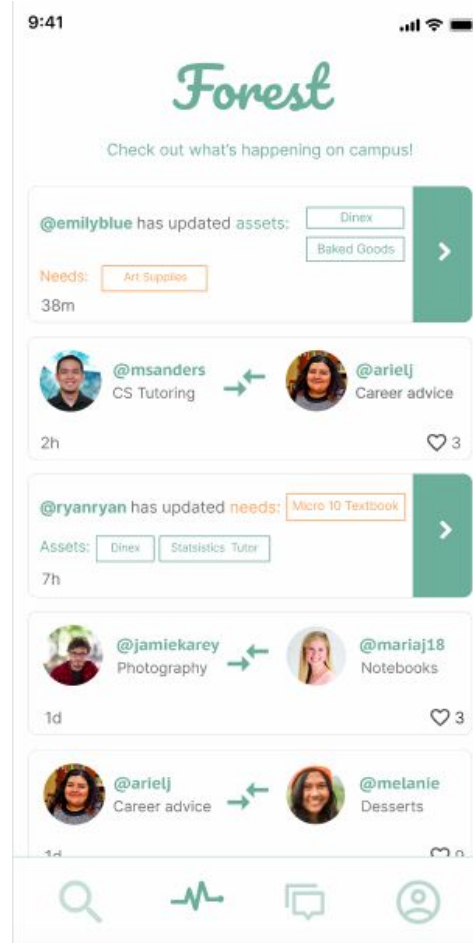 9:41
Forest
Check out what's happening on campus!
@emilyblue has updated assets: Dinex
Baked Goods
Needs: Art Supplies
38m
@msanders @arielj
CS Tutoring Career advice
2h 3
@ryanryan has updated needs: Micro 10 Textbook
Assets: Dinex Statsistics Tutor
7h
@jamiekarey @mariaj18
Photography Notebooks
1d 3
@arielj @melanie
Career advice Desserts
1d